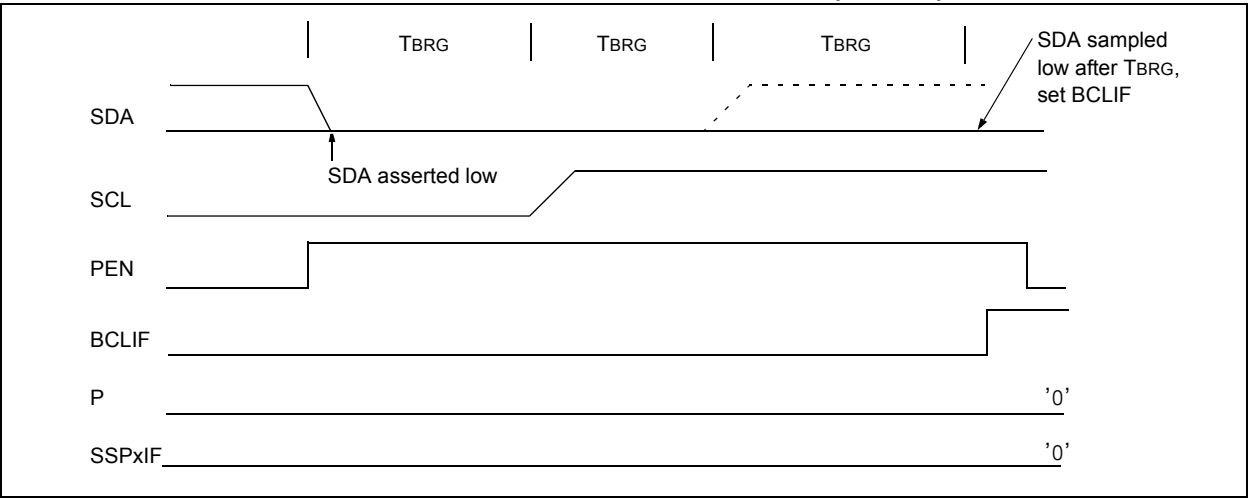 TBRG TBRG TBRG
SDA sampled
low after TBRG,
set BCLIF
SDA
SDA asserted low
SCL
PEN
BCLIF
P '0'
SSPxIF '0'